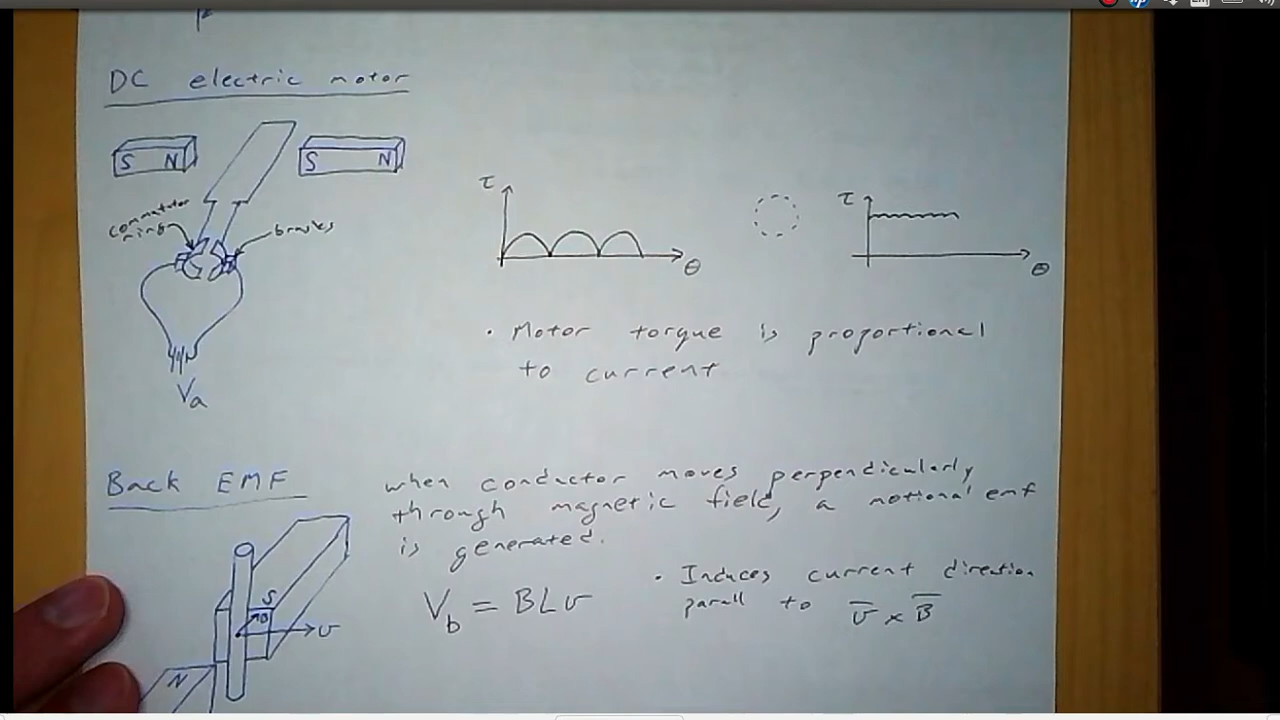 DC electric motor
S N
S N
commutator
ring
brushes
Va
τ
θ
τ
θ
· Motor torque is proportional
to current
Back EMF
when conductor moves perpendicularly
through magnetic field, a motional emf
is generated.
Vb = BLv
· Induces current direction
parall to v̅ × B̅
S
B
v
N